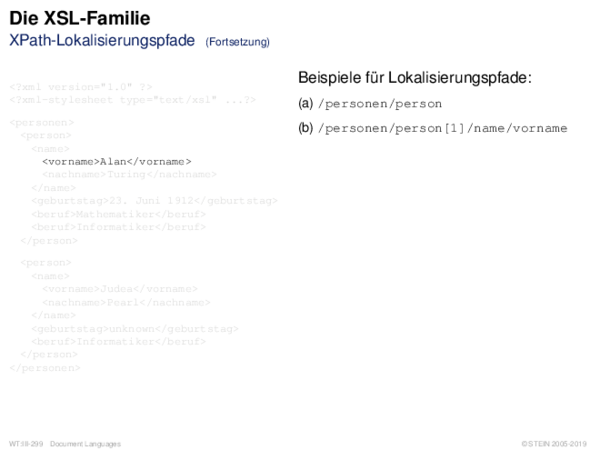 Die XSL-Familie
XPath-Lokalisierungspfade (Fortsetzung)
<?xml version="1.0" ?>
<?xml-stylesheet type="text/xsl" ...?>
<personen>
<person>
<name>
<vorname>Alan</vorname>
<nachname>Turing</nachname>
</name>
<geburtstag>23. Juni 1912</geburtstag>
<beruf>Mathematiker</beruf>
<beruf>Informatiker</beruf>
</person>
<person>
<name>
<vorname>Judea</vorname>
<nachname>Pearl</nachname>
</name>
<geburtstag>unknown</geburtstag>
<beruf>Informatiker</beruf>
</person>
</personen>
Beispiele für Lokalisierungspfade:
(a) /personen/person
(b) /personen/person[1]/name/vorname
WT:III-299 Document Languages
© STEIN 2005-2019